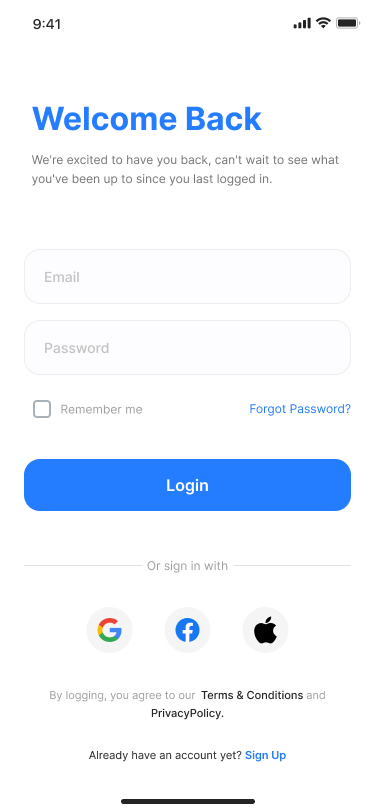 9:41
Welcome Back
We're excited to have you back, can't wait to see what
you've been up to since you last logged in.
Email
Password
Remember me
Forgot Password?
Login
Or sign in with
By logging, you agree to our Terms & Conditions and
PrivacyPolicy.
Already have an account yet? Sign Up